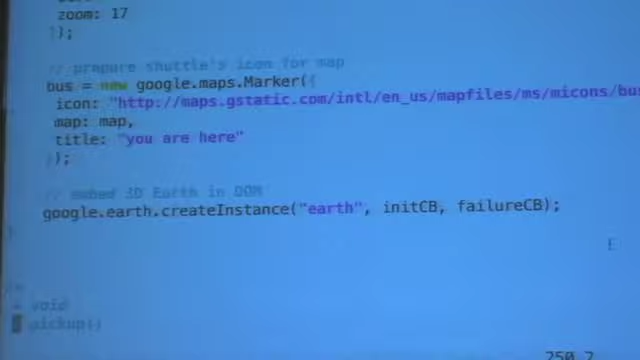 zoom: 17
});
// prepare shuttle's icon for map
bus = new google.maps.Marker({
icon: "http://maps.gstatic.com/intl/en_us/mapfiles/ms/micons/bus
map: map,
title: "you are here"
});
// embed 3D Earth in DOM
google.earth.createInstance("earth", initCB, failureCB);
}
E
/*
* void
* pickup()
250,2